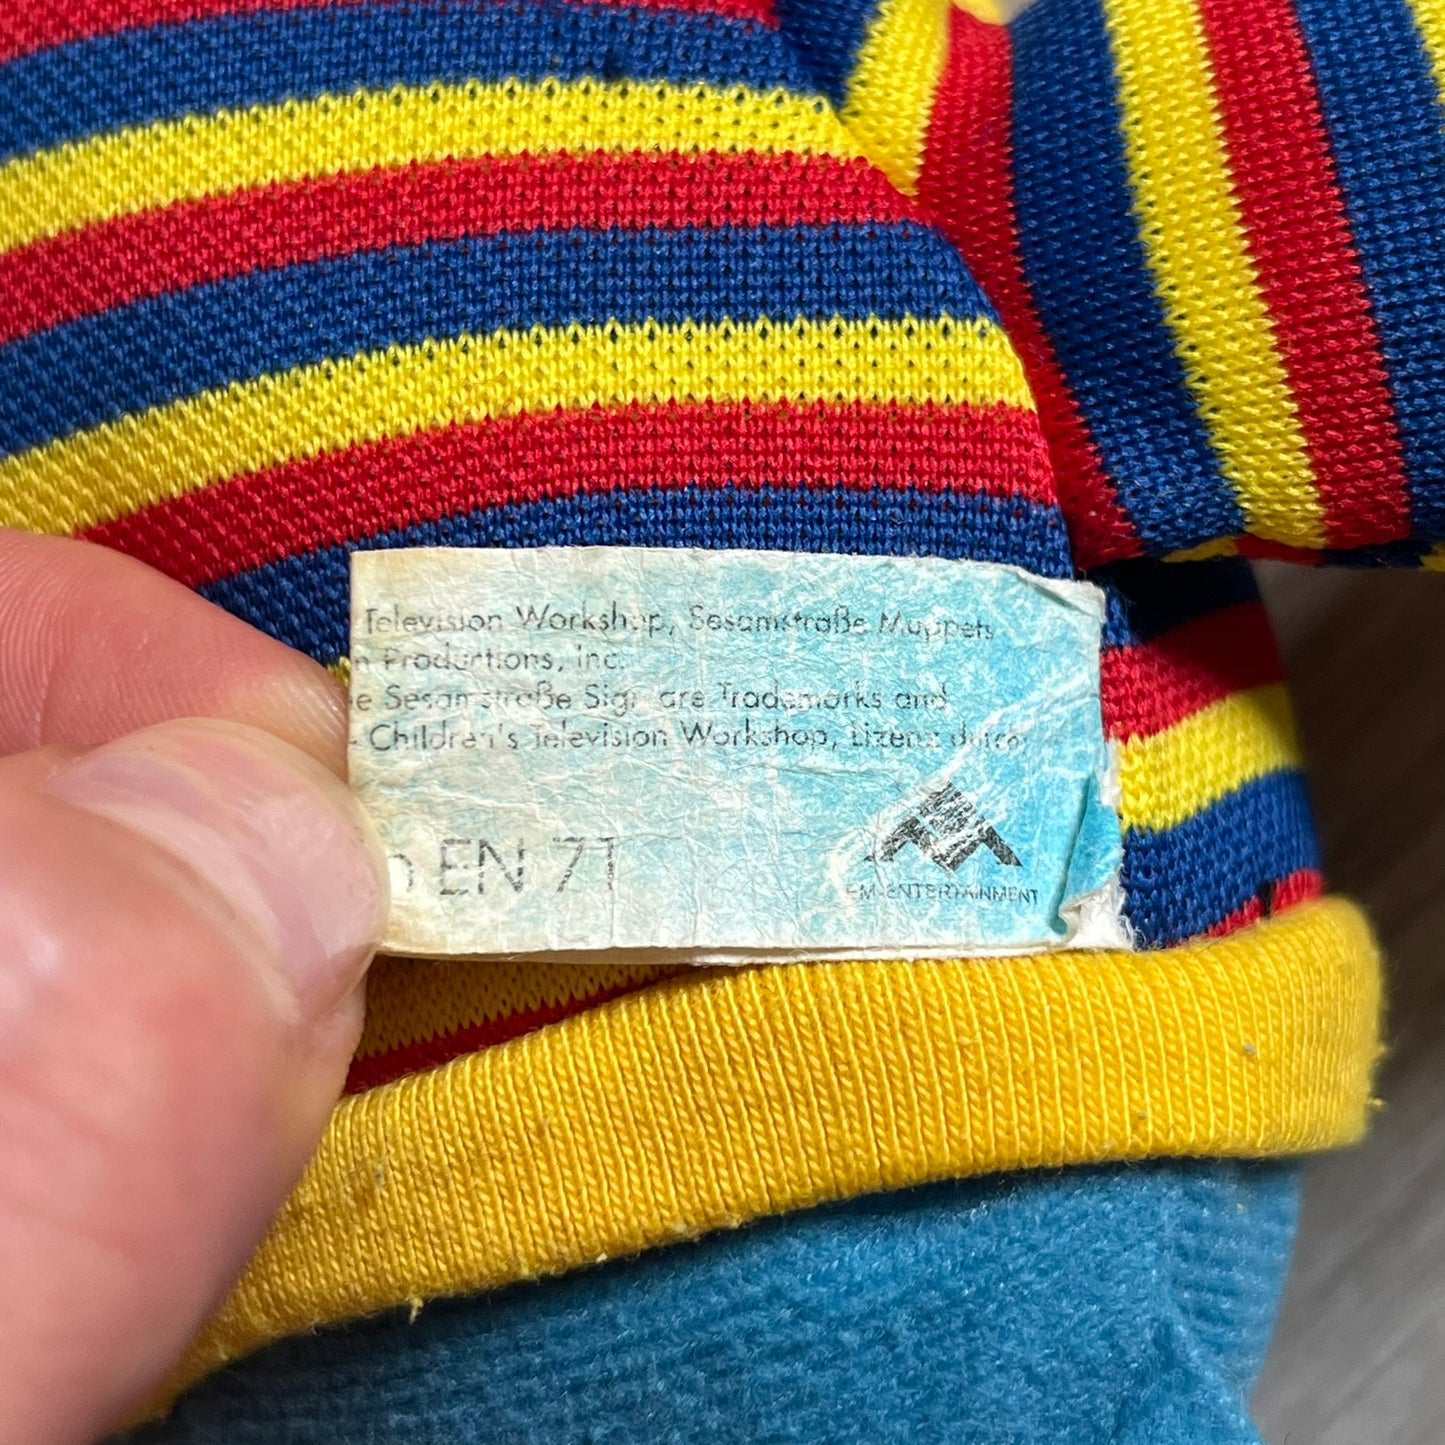 Television Workshop, Sesamstraße Muppets
n Productions, Inc.
e Sesamstraße Sign are Trademarks and
Children's Television Workshop, Lizenz durch
EN 71
EM-ENTERTAINMENT